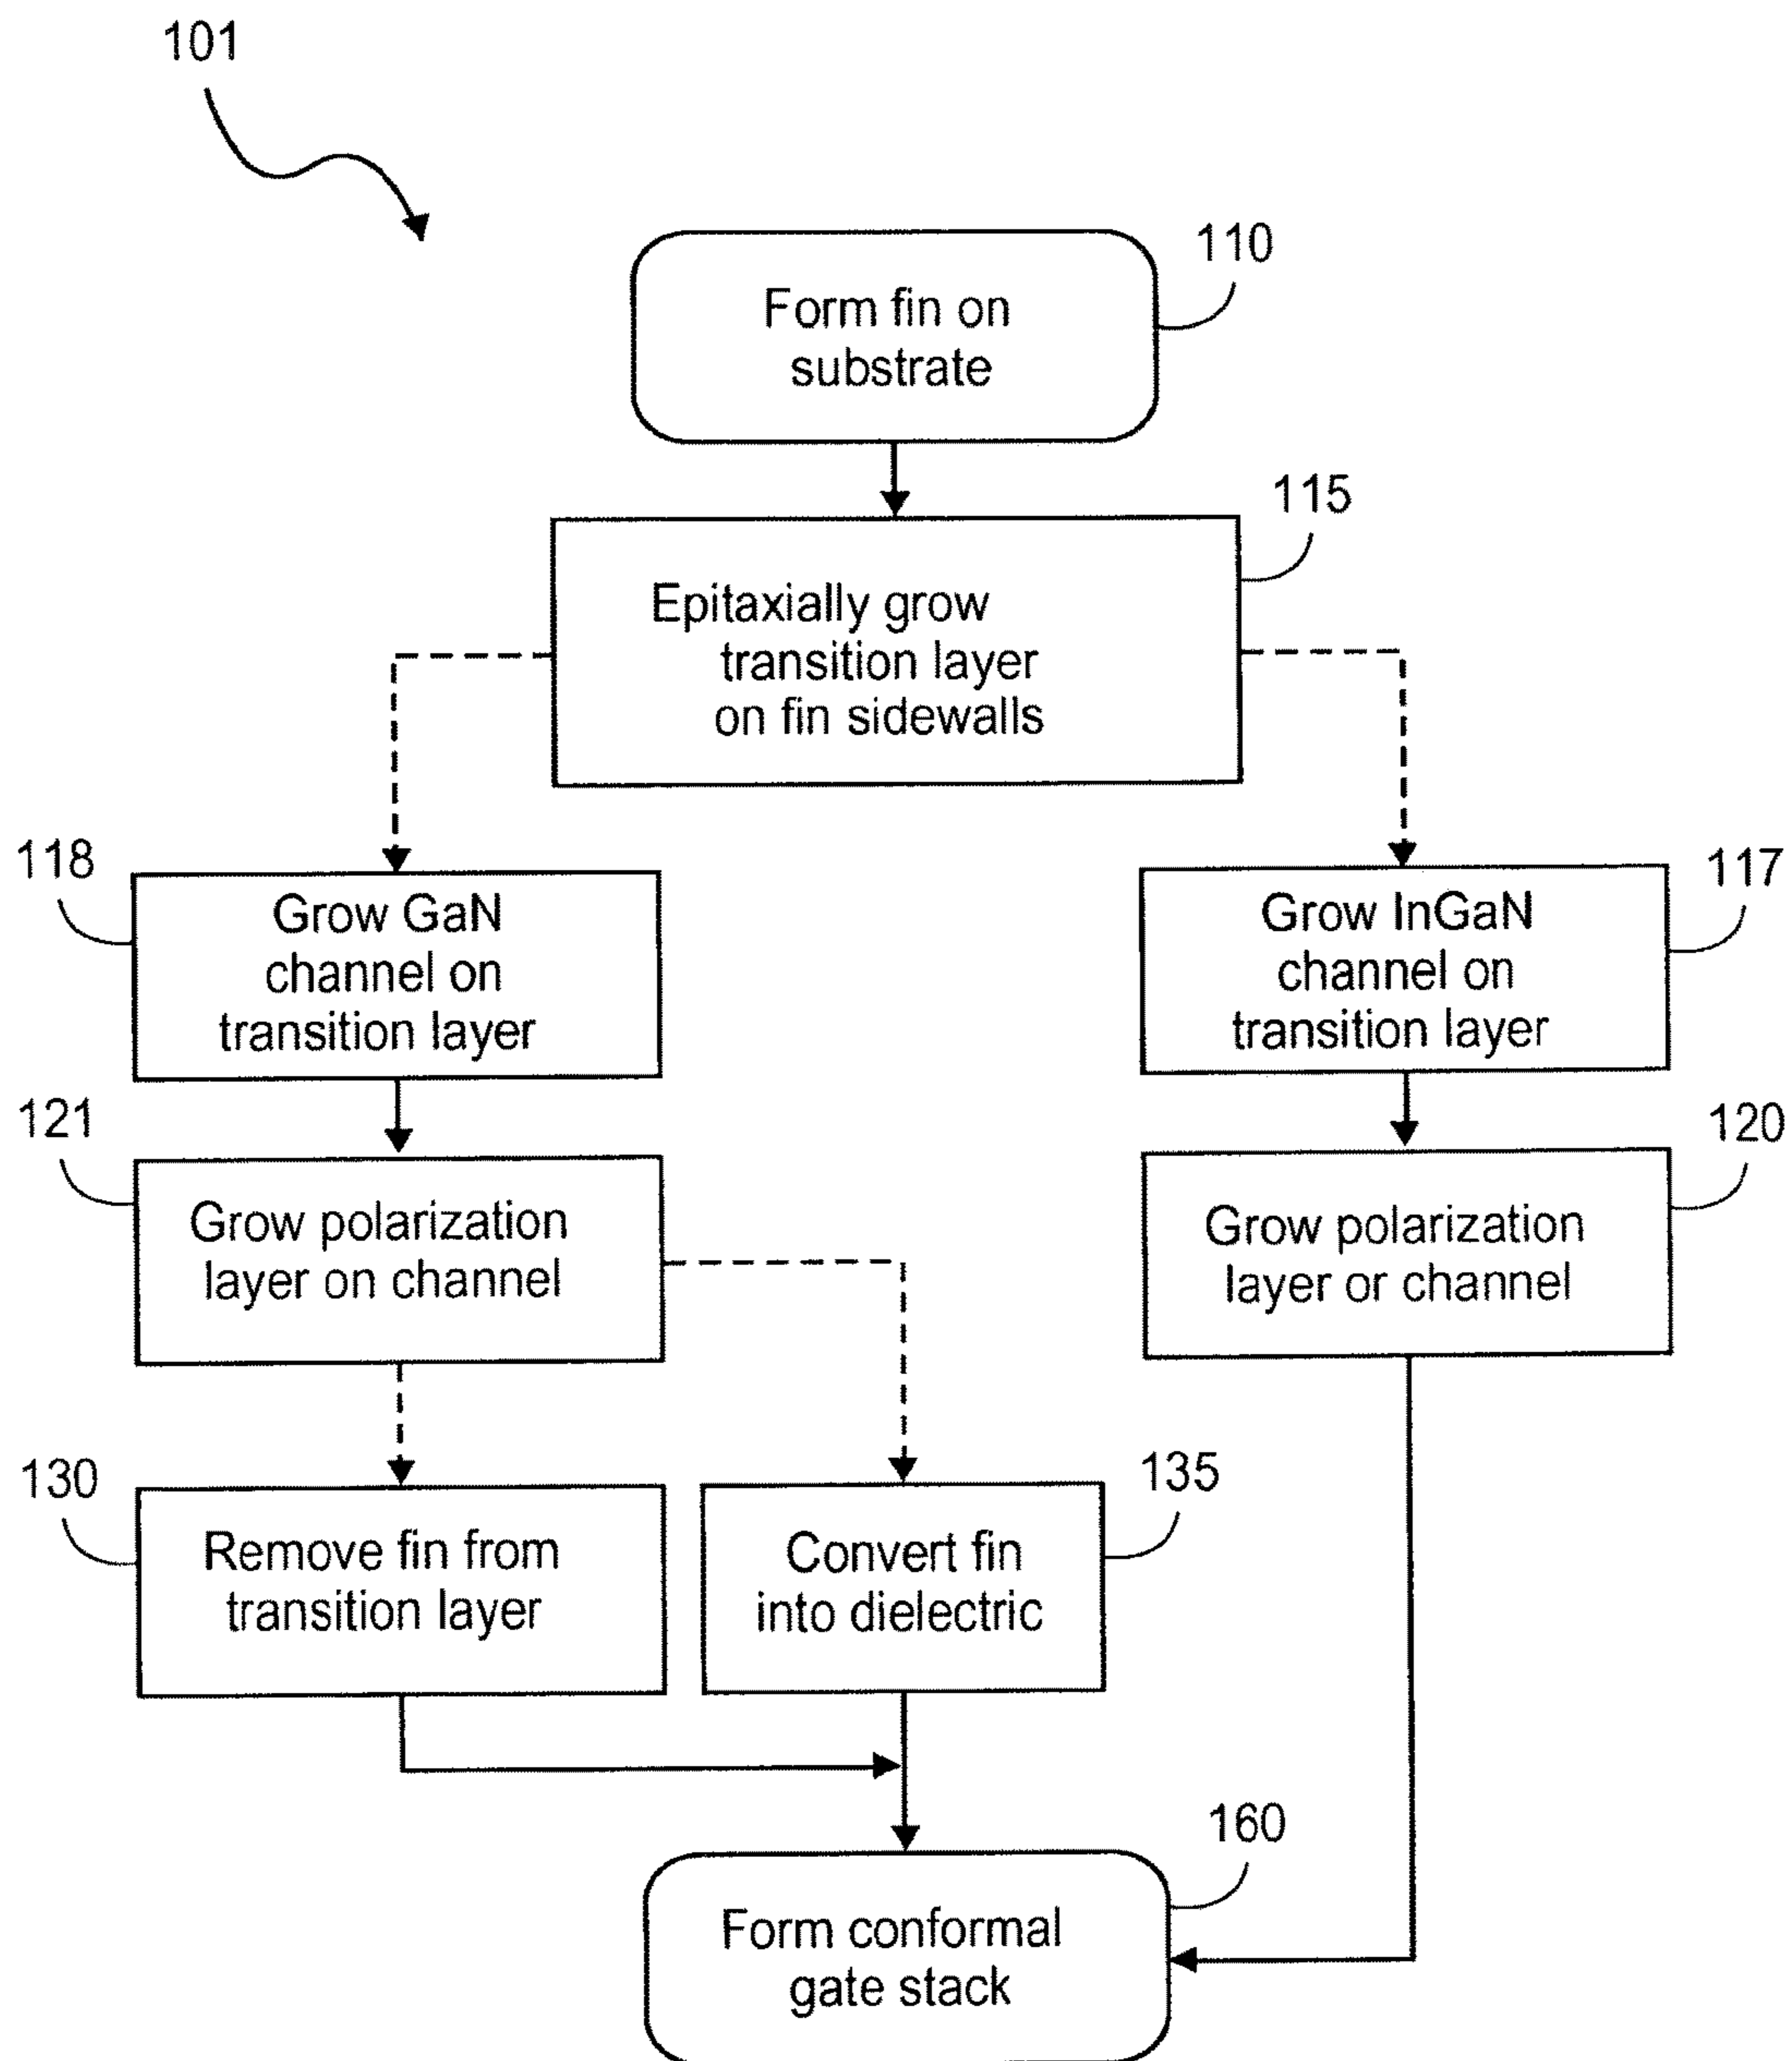 101
110
Form fin on
substrate
115
Epitaxially grow
transition layer
on fin sidewalls
118
Grow GaN
channel on
transition layer
117
Grow InGaN
channel on
transition layer
121
Grow polarization
layer on channel
120
Grow polarization
layer or channel
130
Remove fin from
transition layer
135
Convert fin
into dielectric
160
Form conformal
gate stack